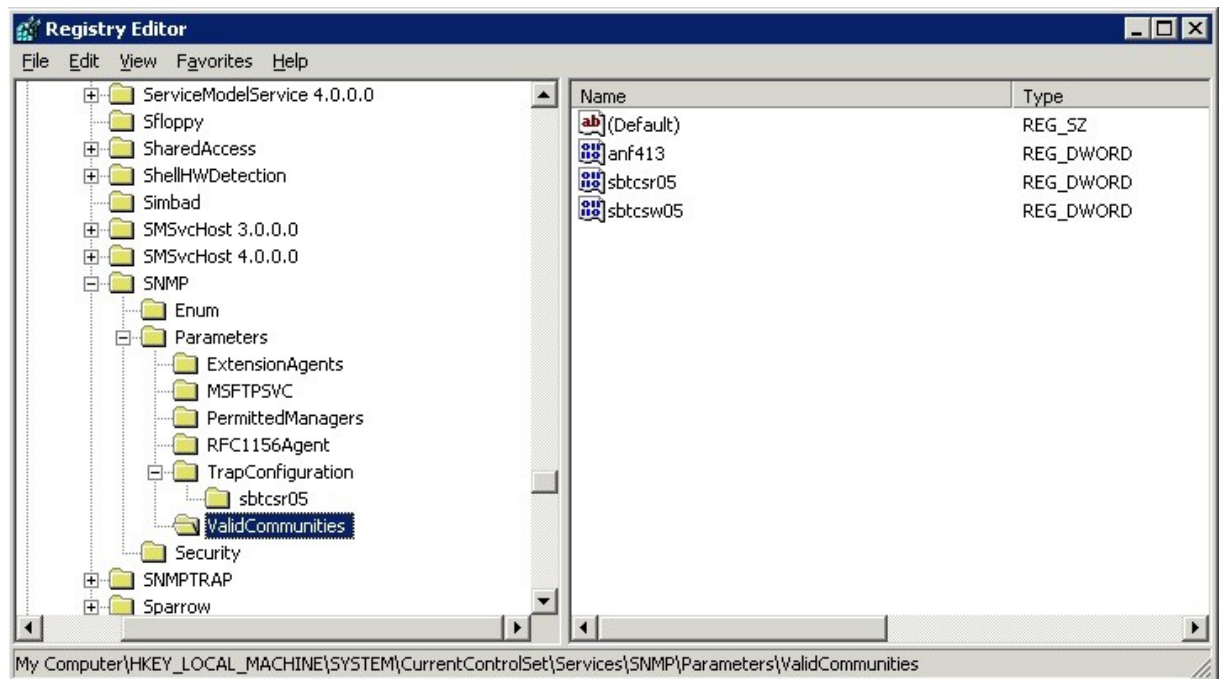 Registry Editor
File Edit View Favorites Help
ServiceModelService 4.0.0.0
Sfloppy
SharedAccess
ShellHWDetection
Simbad
SMSvcHost 3.0.0.0
SMSvcHost 4.0.0.0
SNMP
Enum
Parameters
ExtensionAgents
MSFTPSVC
PermittedManagers
RFC1156Agent
TrapConfiguration
sbtcsr05
ValidCommunities
Security
SNMPTRAP
Sparrow
Name Type
(Default) REG_SZ
anf413 REG_DWORD
sbtcsr05 REG_DWORD
sbtcsw05 REG_DWORD
My Computer\HKEY_LOCAL_MACHINE\SYSTEM\CurrentControlSet\Services\SNMP\Parameters\ValidCommunities